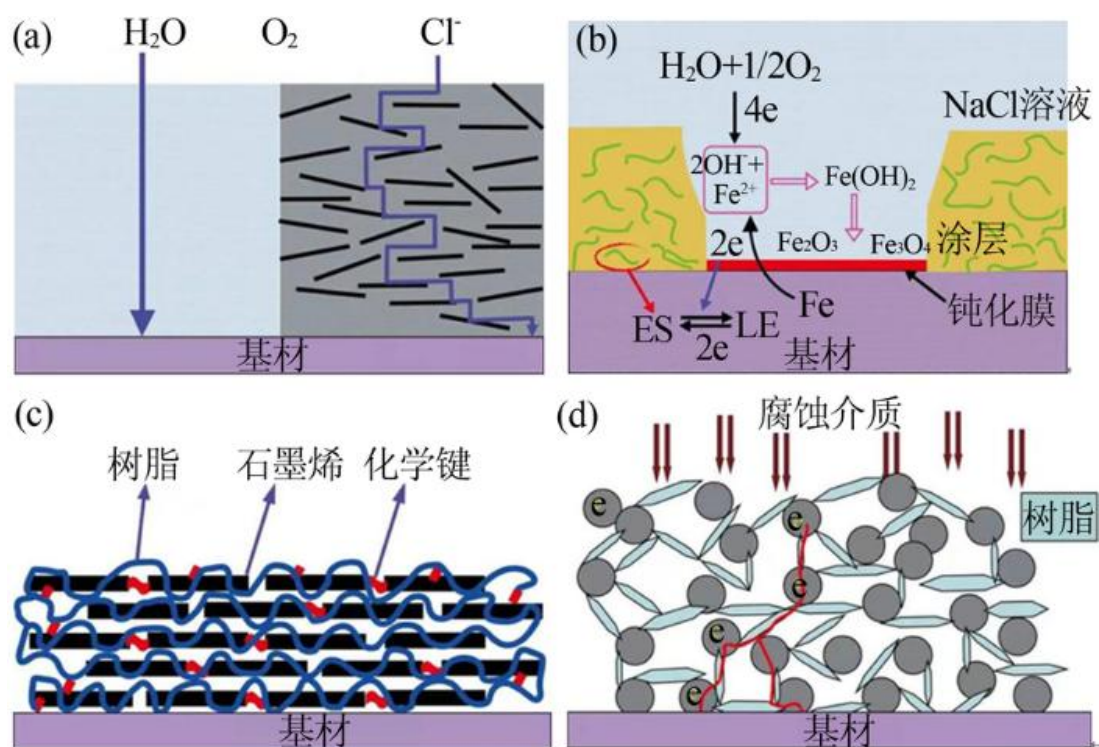 (a)
H₂O O₂ Cl⁻
基材
(b)
H₂O+1/2O₂
4e
NaCl溶液
2OH⁻+
Fe²⁺
Fe(OH)₂
2e
Fe₂O₃
Fe₃O₄
涂层
ES
2e
LE
Fe
钝化膜
基材
(c)
树脂 石墨烯 化学键
基材
(d)
腐蚀介质
树脂
e
e
e
e
e
基材